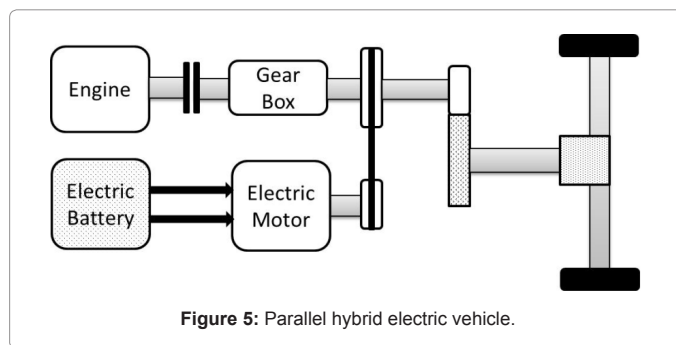 Engine
Gear
Box
Electric
Battery
Electric
Motor
Figure 5: Parallel hybrid electric vehicle.